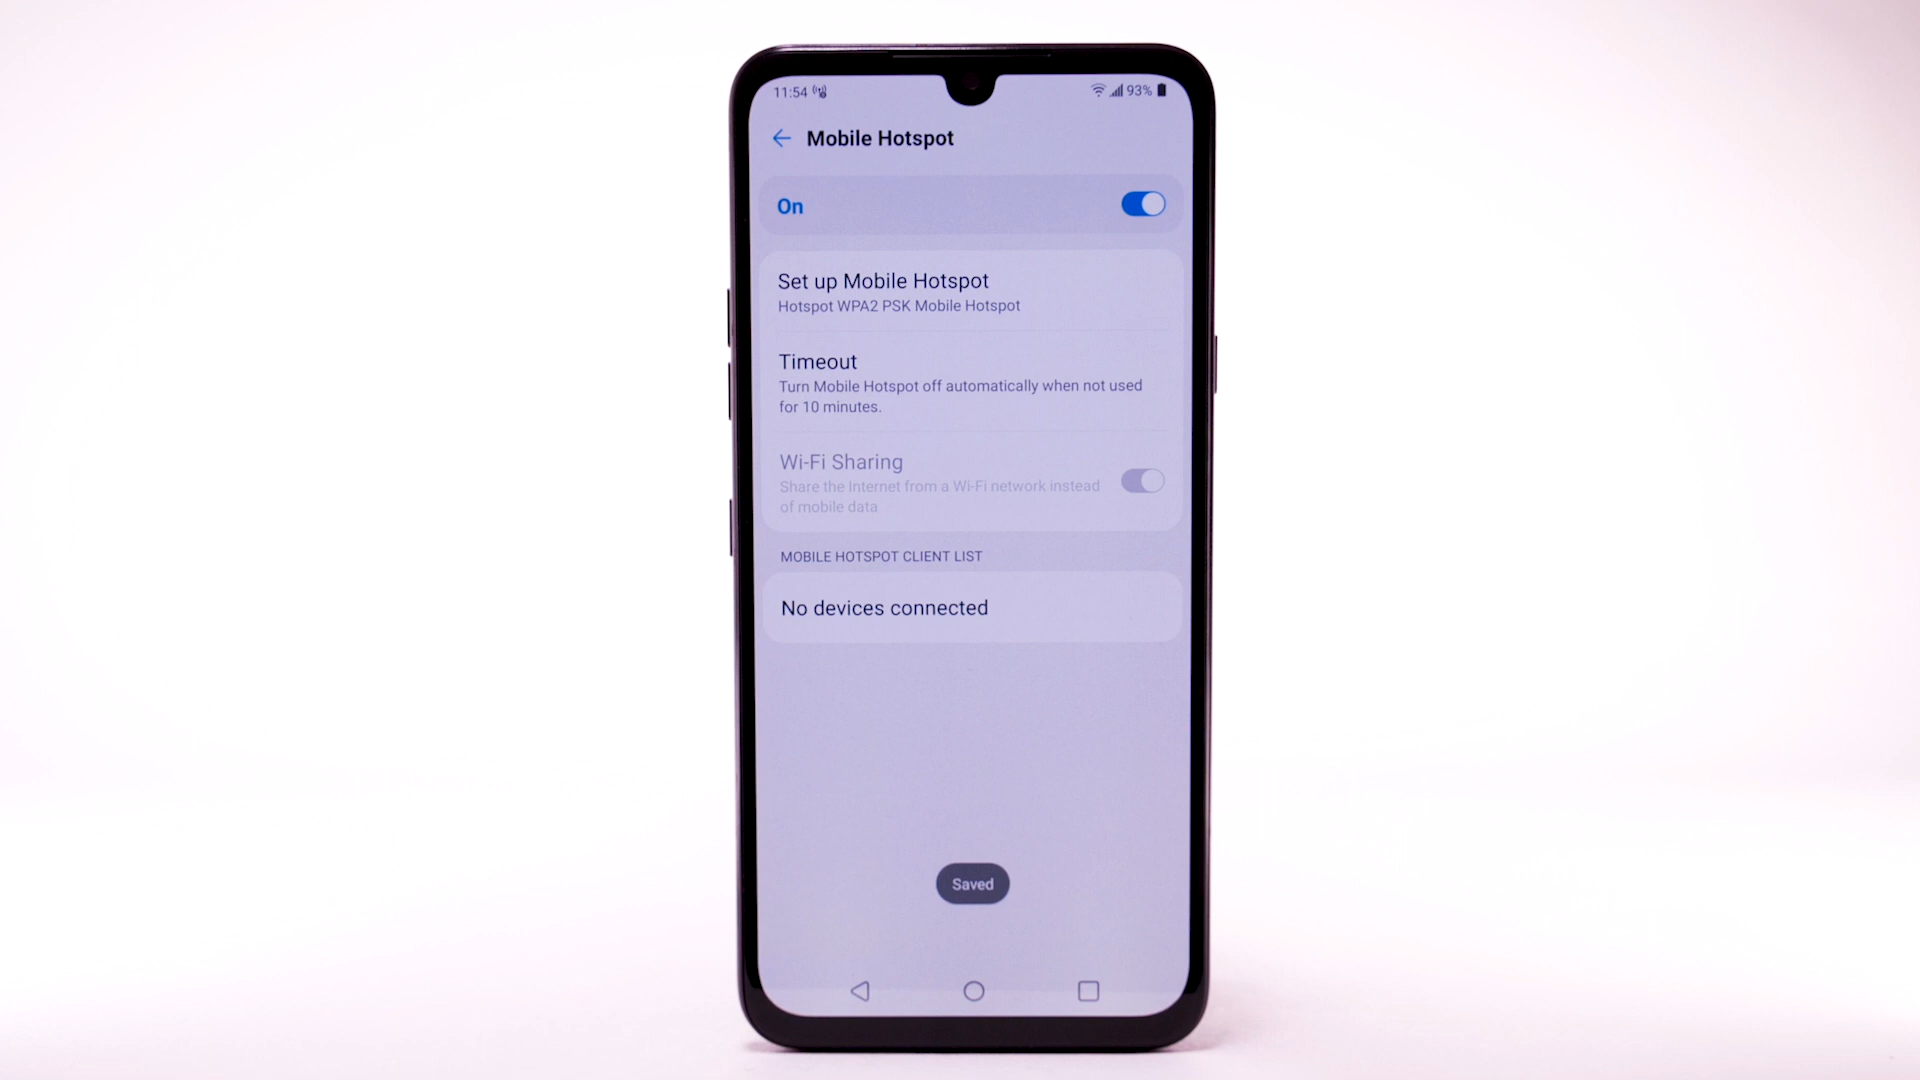 11:54
93%
Mobile Hotspot
On
Set up Mobile Hotspot
Hotspot WPA2 PSK Mobile Hotspot
Timeout
Turn Mobile Hotspot off automatically when not used
for 10 minutes.
Wi-Fi Sharing
Share the Internet from a Wi-Fi network instead
of mobile data
MOBILE HOTSPOT CLIENT LIST
No devices connected
Saved